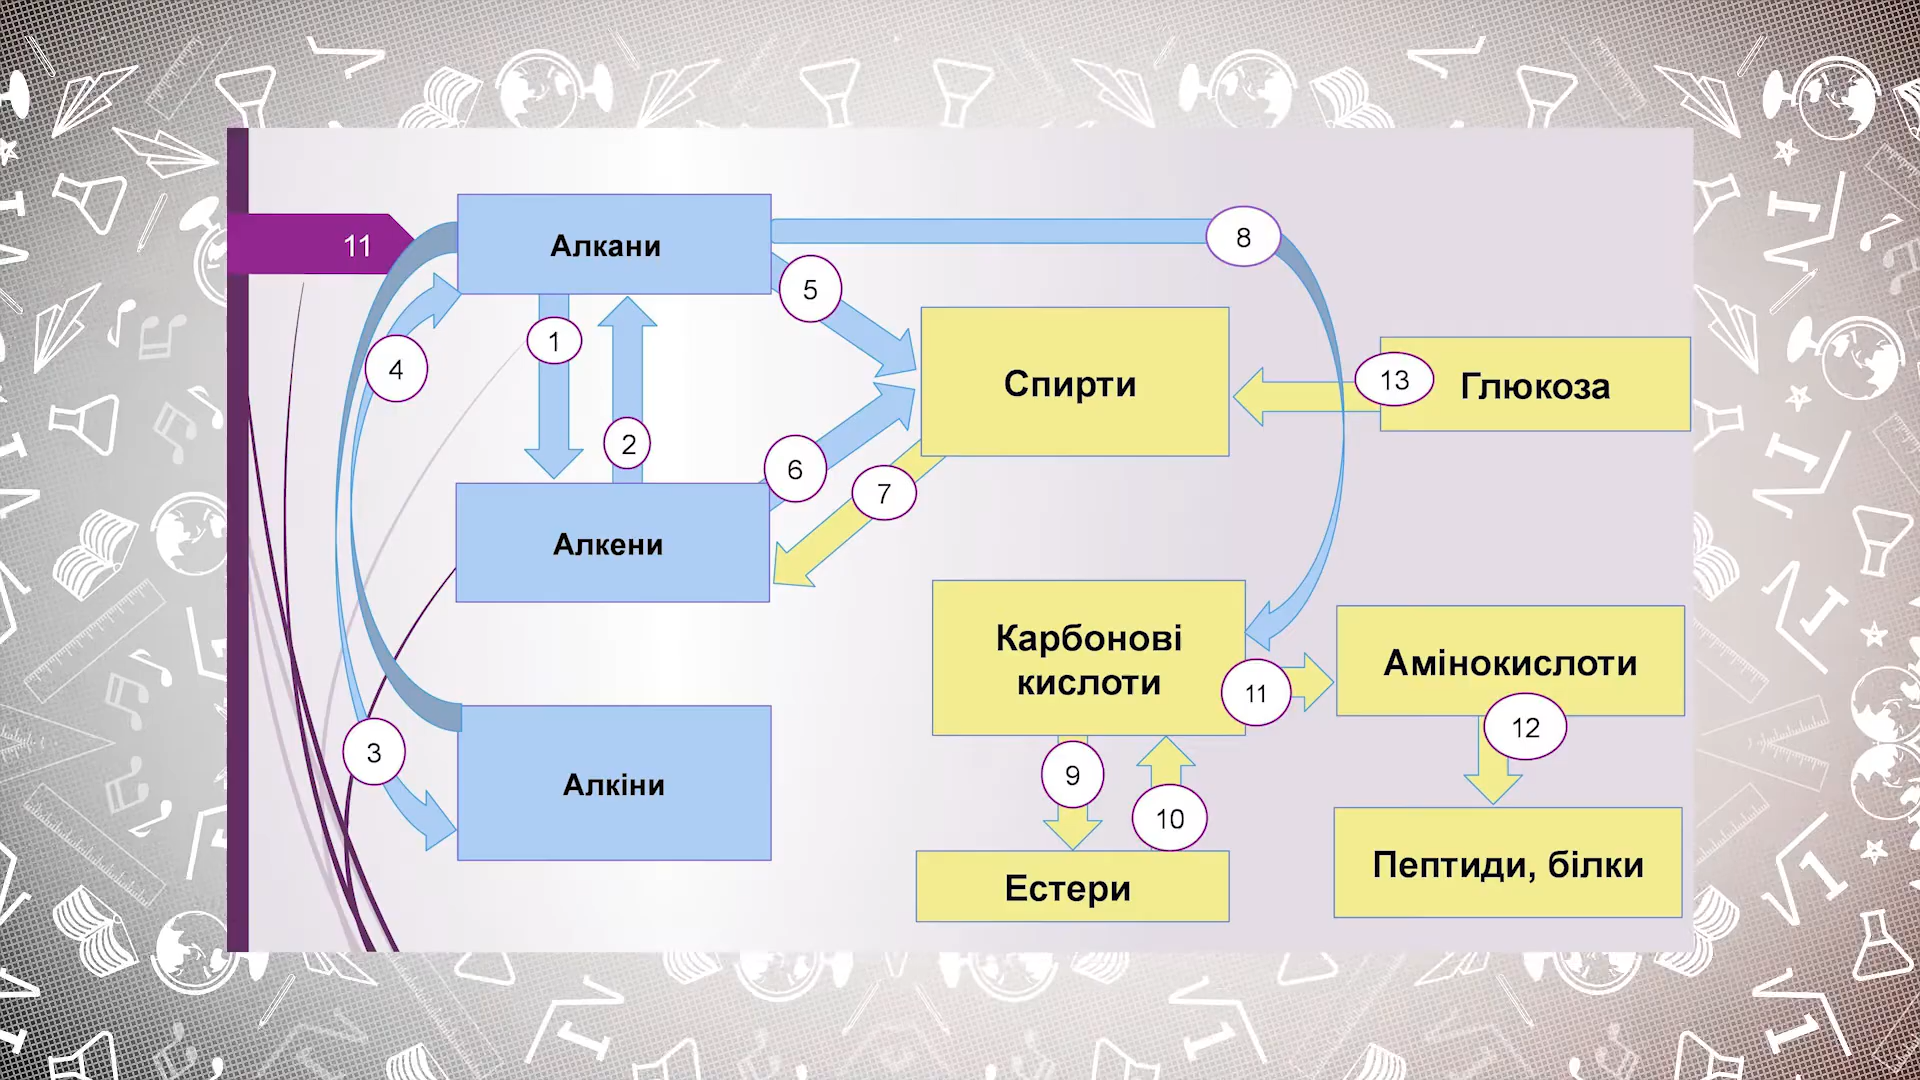 11
Алкани
8
5
1
4
Спирти
13
Глюкоза
2
6
7
Алкени
Карбонові
кислоти
Амінокислоти
11
12
3
Алкіни
9
10
Пептиди, білки
Естери